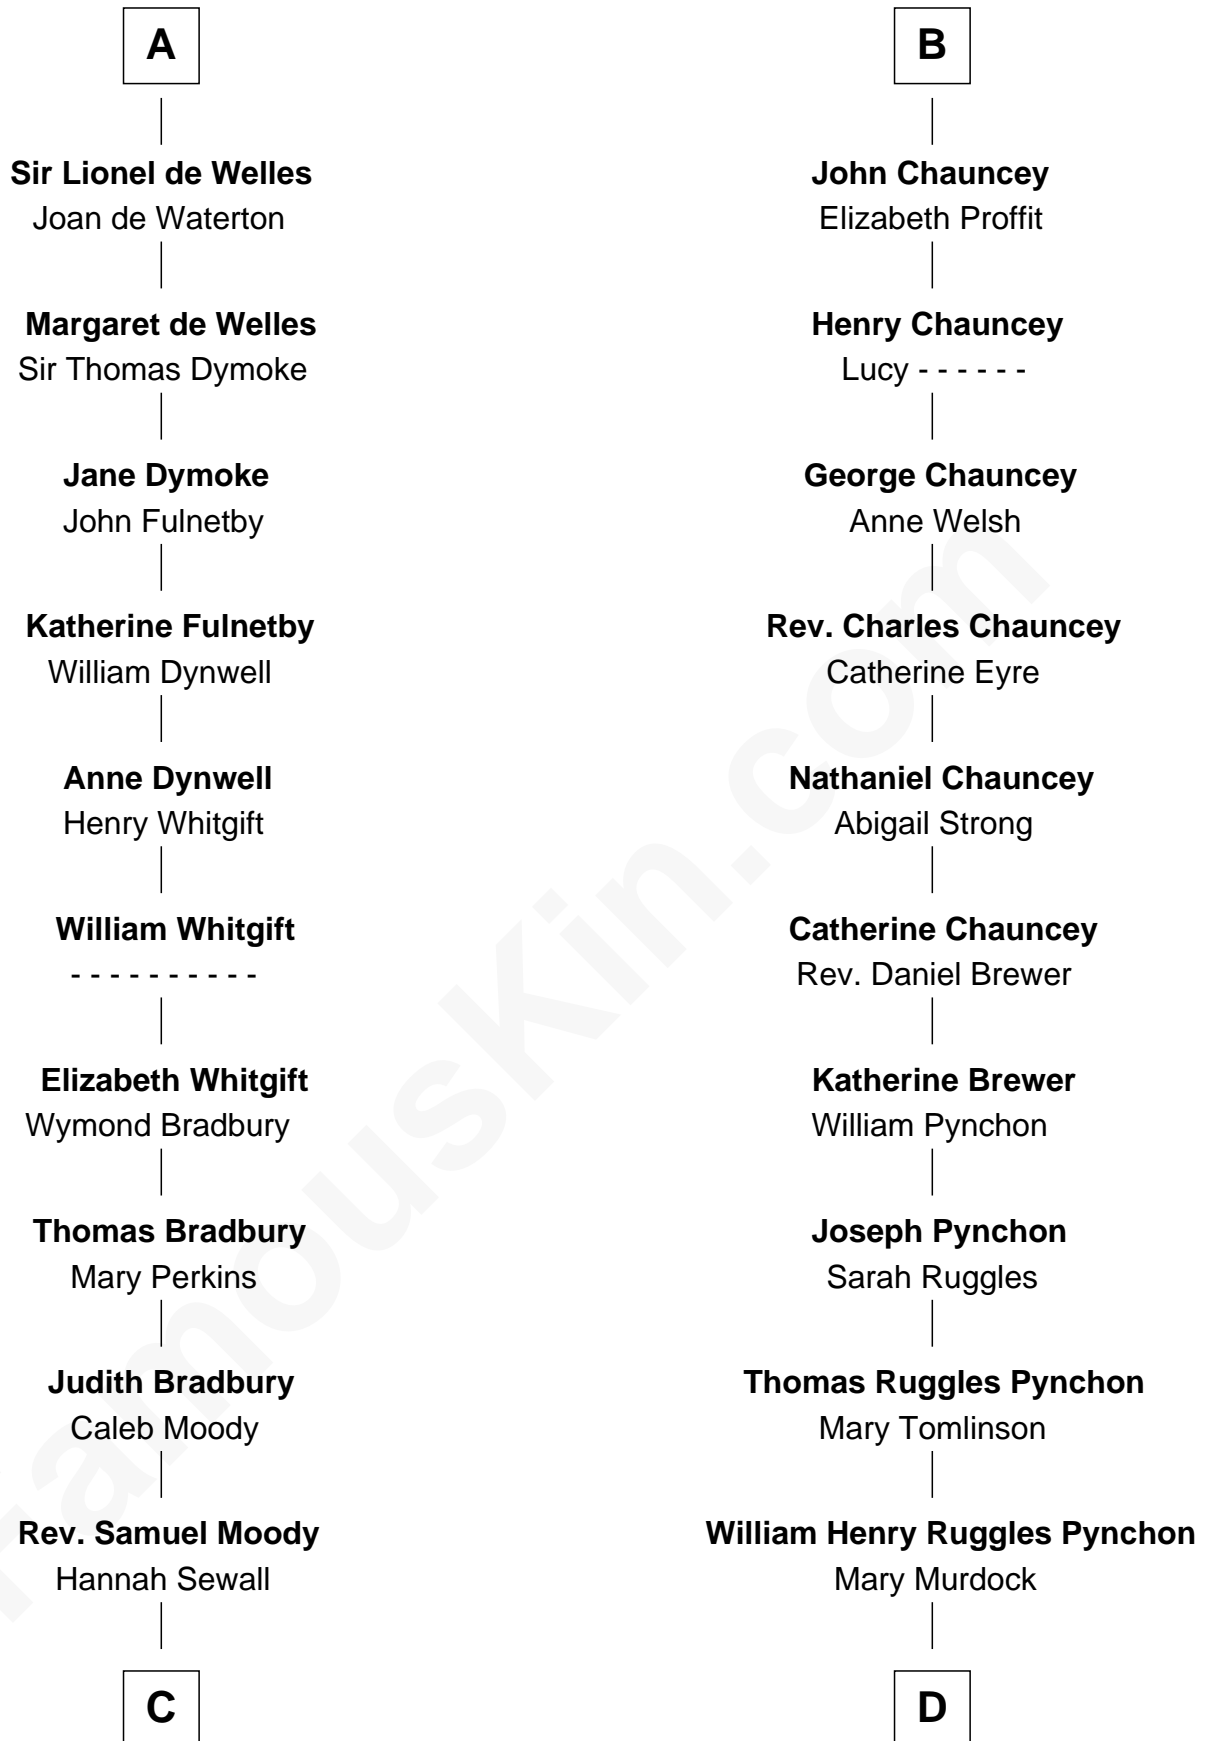 A
Sir Lionel de Welles
Joan de Waterton
Margaret de Welles
Sir Thomas Dymoke
Jane Dymoke
John Fulnetby
Katherine Fulnetby
William Dynwell
Anne Dynwell
Henry Whitgift
William Whitgift
- - - - - - - - - -
Elizabeth Whitgift
Wymond Bradbury
Thomas Bradbury
Mary Perkins
Judith Bradbury
Caleb Moody
Rev. Samuel Moody
Hannah Sewall
C
B
John Chauncey
Elizabeth Proffit
Henry Chauncey
Lucy - - - - - -
George Chauncey
Anne Welsh
Rev. Charles Chauncey
Catherine Eyre
Nathaniel Chauncey
Abigail Strong
Catherine Chauncey
Rev. Daniel Brewer
Katherine Brewer
William Pynchon
Joseph Pynchon
Sarah Ruggles
Thomas Ruggles Pynchon
Mary Tomlinson
William Henry Ruggles Pynchon
Mary Murdock
D
FamousKin.com